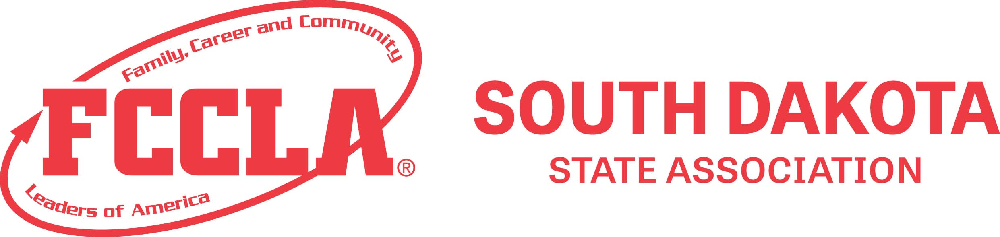 Family, Career and Community
FCCLA®
Leaders of America
SOUTH DAKOTA
STATE ASSOCIATION